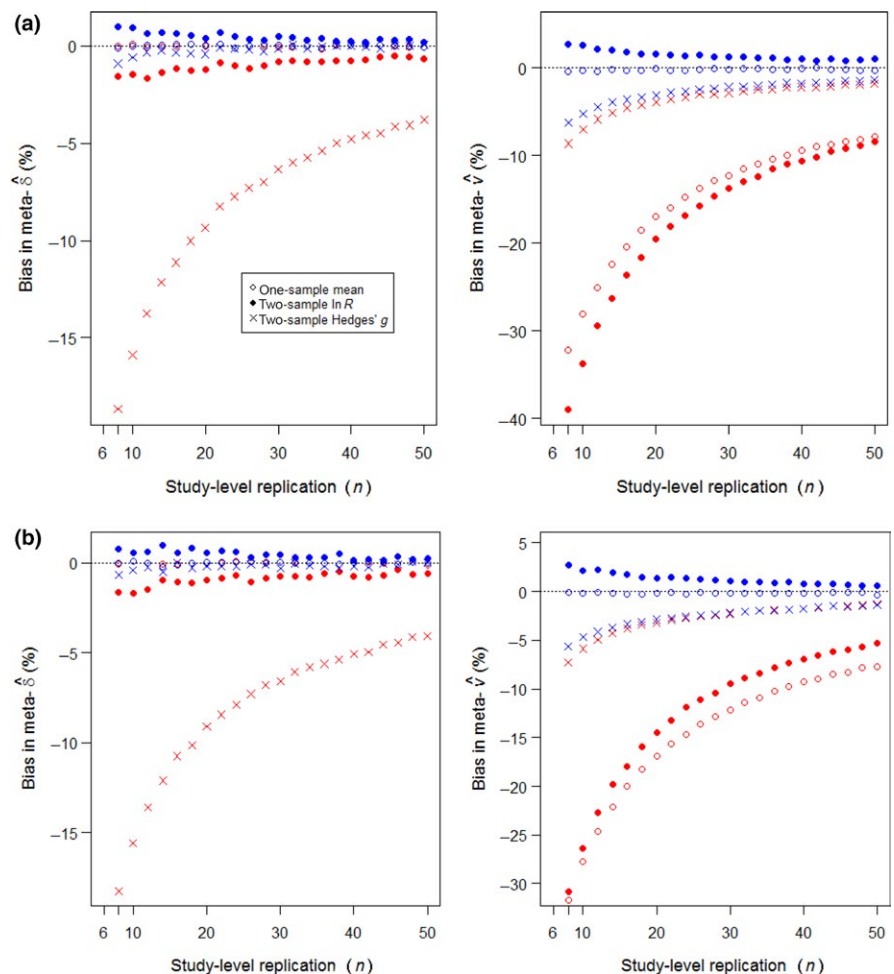 (a)
Bias in meta- δ̂ (%)
0
−5
−10
−15
One-sample mean
Two-sample ln R
Two-sample Hedges' g
6 10 20 30 40 50
Study-level replication (n)
Bias in meta- v̂ (%)
0
−10
−20
−30
−40
6 10 20 30 40 50
Study-level replication (n)
(b)
Bias in meta- δ̂ (%)
0
−5
−10
−15
6 10 20 30 40 50
Study-level replication (n)
Bias in meta- v̂ (%)
5
0
−5
−10
−15
−20
−25
−30
6 10 20 30 40 50
Study-level replication (n)